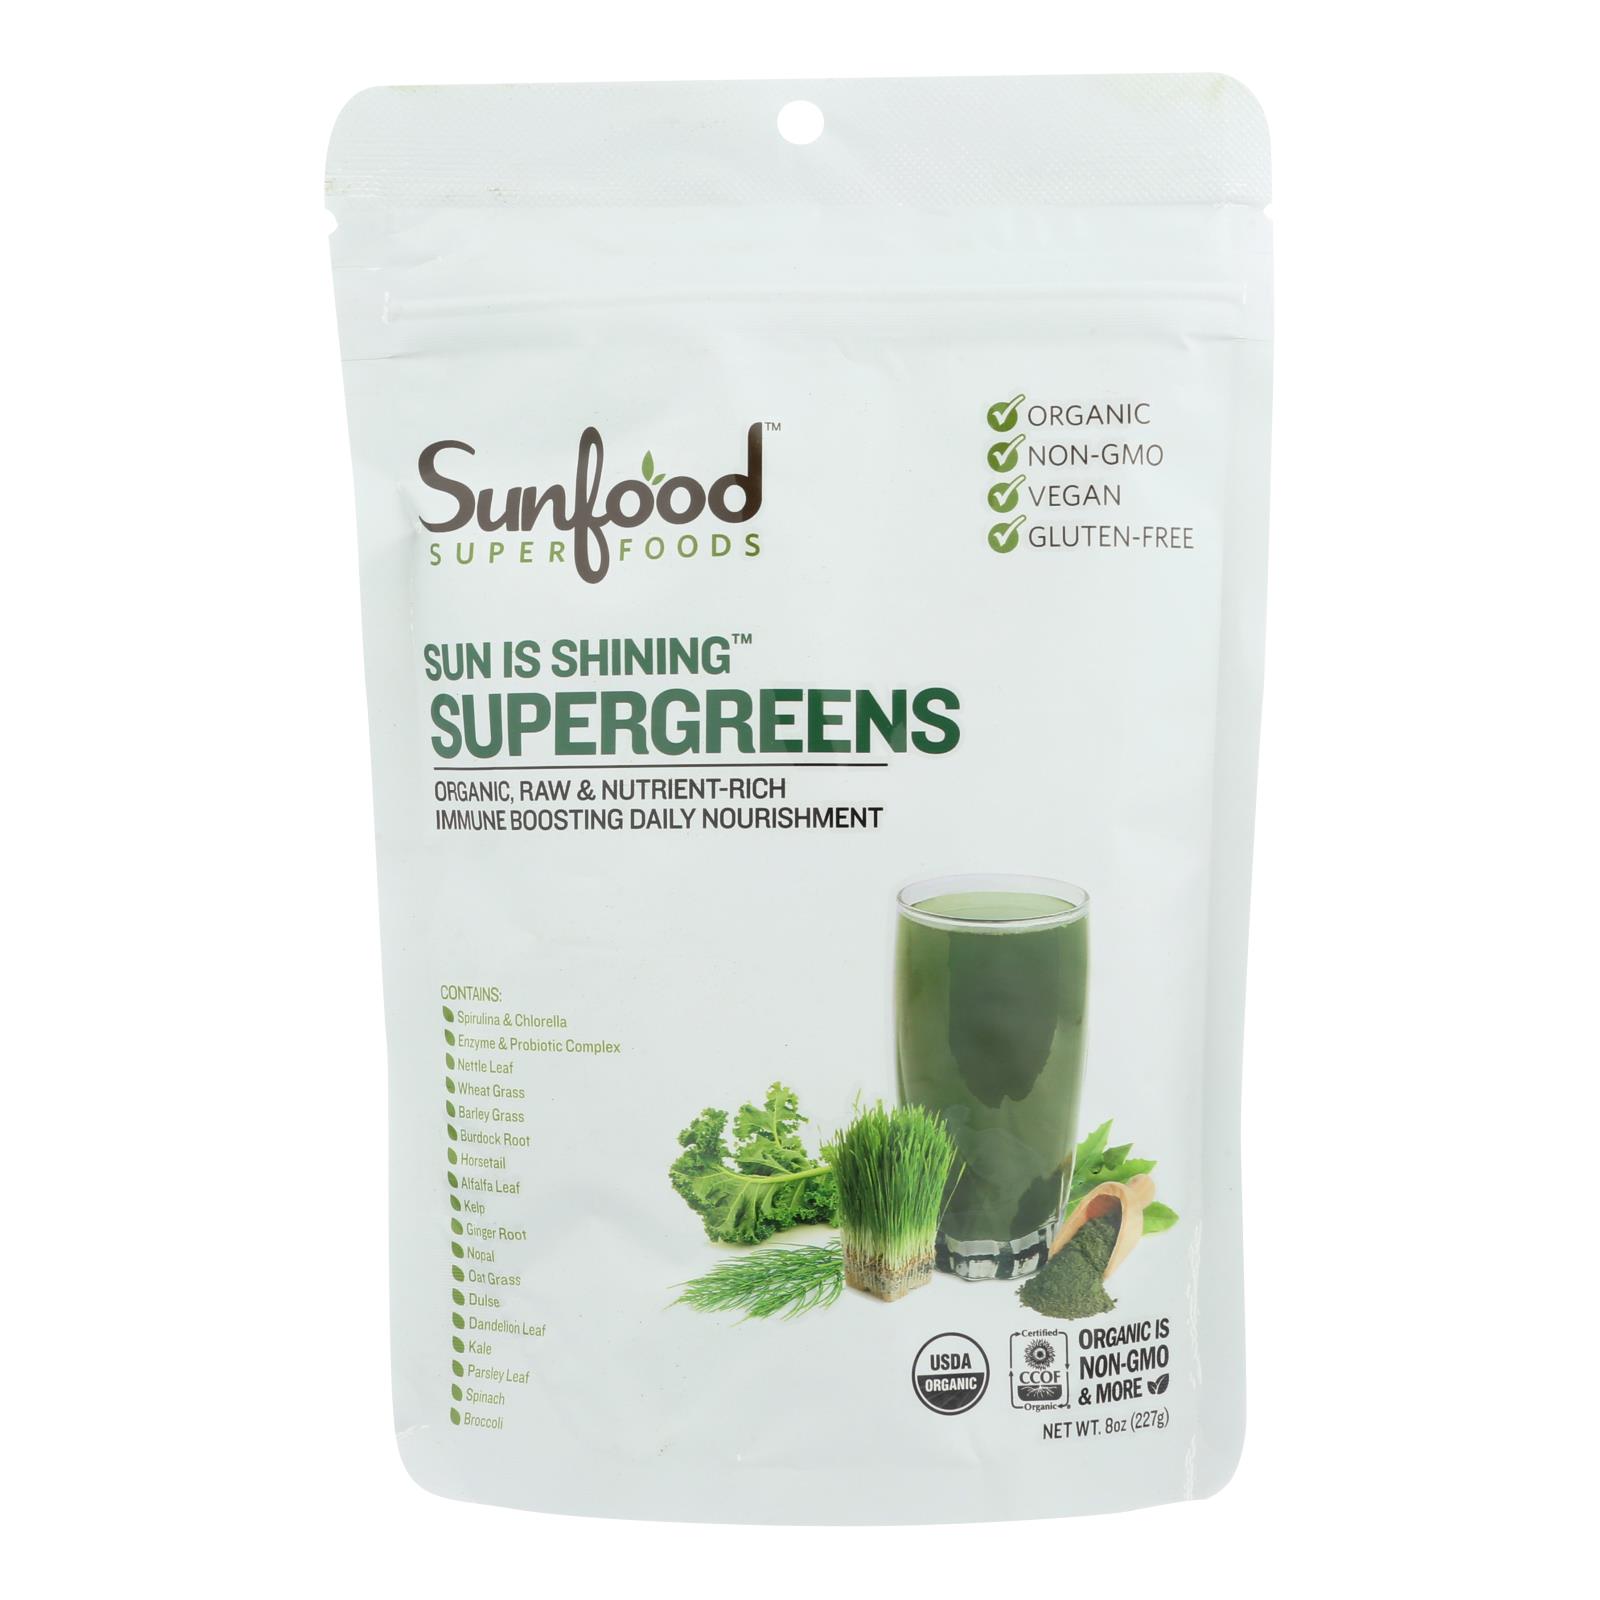 Sunfood™
SUPER FOODS
ORGANIC
NON-GMO
VEGAN
GLUTEN-FREE
SUN IS SHINING™
SUPERGREENS
ORGANIC, RAW & NUTRIENT-RICH
IMMUNE BOOSTING DAILY NOURISHMENT
CONTAINS:
Spirulina & Chlorella
Enzyme & Probiotic Complex
Nettle Leaf
Wheat Grass
Barley Grass
Burdock Root
Horsetail
Alfalfa Leaf
Kelp
Ginger Root
Nopal
Oat Grass
Dulse
Dandelion Leaf
Kale
Parsley Leaf
Spinach
Broccoli
USDA
ORGANIC
Certified
CCOF
Organic
ORGANIC IS
NON-GMO
& MORE
NET WT. 8oz (227g)